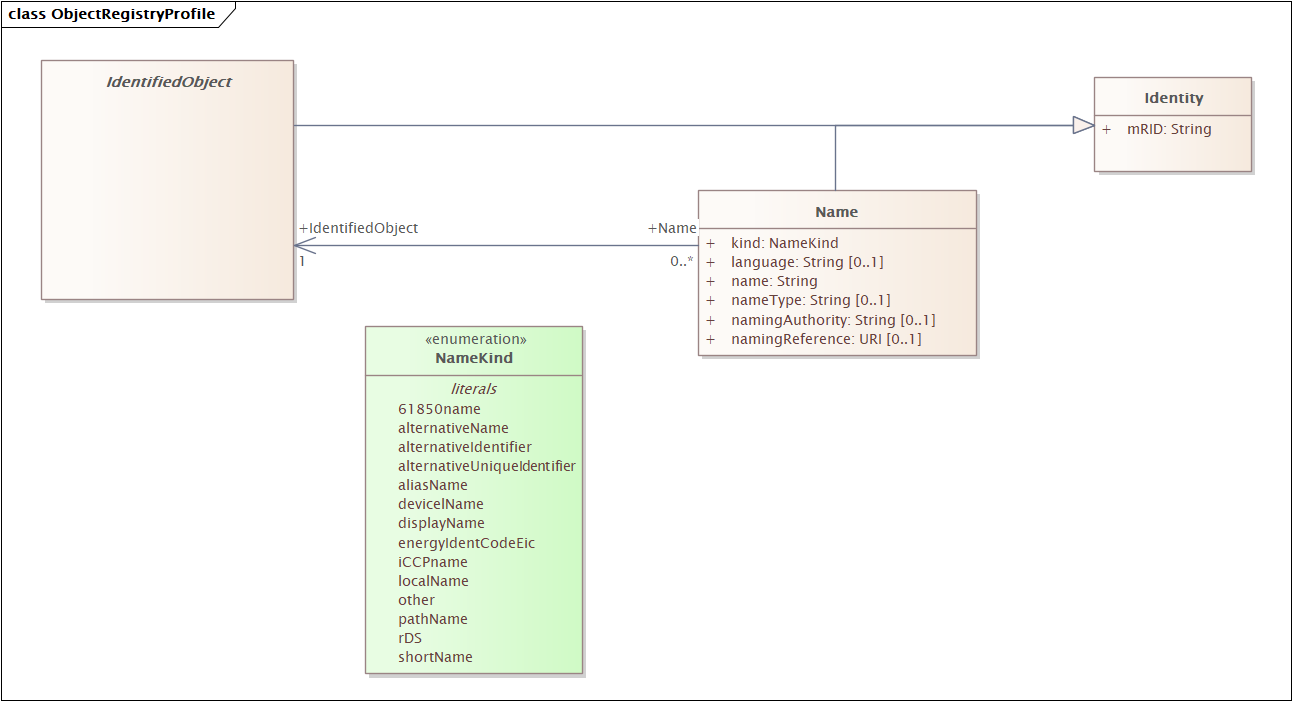 class ObjectRegistryProfile
IdentifiedObject
Identity
+ mRID: String
+IdentifiedObject
1
+Name
0..*
Name
+ kind: NameKind
+ language: String [0..1]
+ name: String
+ nameType: String [0..1]
+ namingAuthority: String [0..1]
+ namingReference: URI [0..1]
«enumeration»
NameKind
literals
61850name
alternativeName
alternativeIdentifier
alternativeUniqueIdentifier
aliasName
devicelName
displayName
energyIdentCodeEic
iCCPname
localName
other
pathName
rDS
shortName